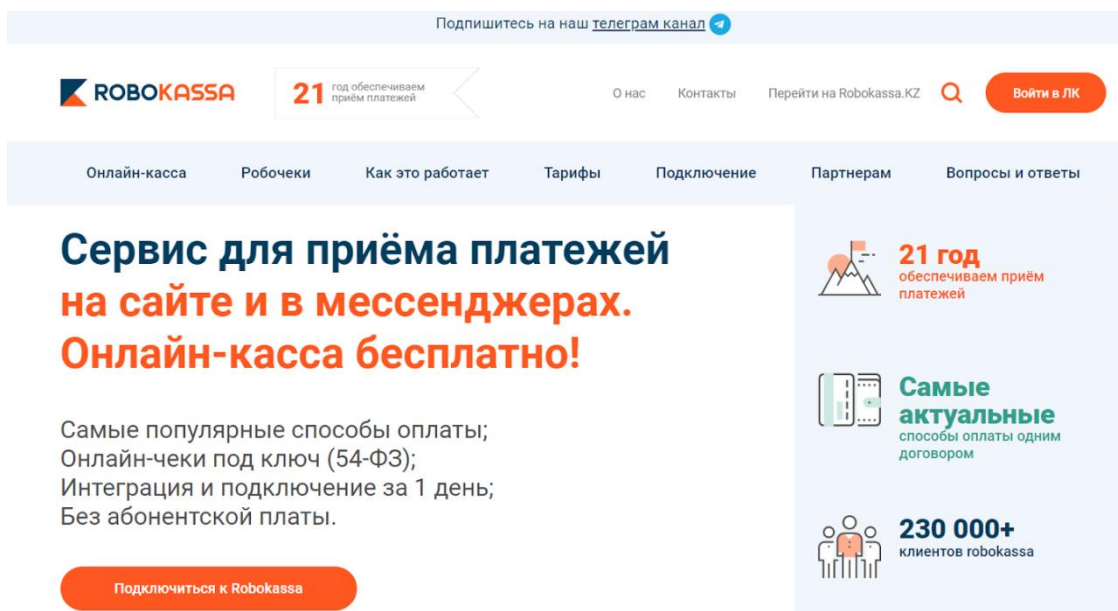 Подпишитесь на наш телеграм канал
ROBOKASSA
21 год обеспечиваем
приём платежей
О нас
Контакты
Перейти на Robokassa.KZ
Войти в ЛК
Онлайн-касса
Робочеки
Как это работает
Тарифы
Подключение
Партнерам
Вопросы и ответы
Сервис для приёма платежей
на сайте и в мессенджерах.
Онлайн-касса бесплатно!
Самые популярные способы оплаты;
Онлайн-чеки под ключ (54-ФЗ);
Интеграция и подключение за 1 день;
Без абонентской платы.
Подключиться к Robokassa
21 год
обеспечиваем приём
платежей
Самые
актуальные
способы оплаты одним
договором
230 000+
клиентов robokassa